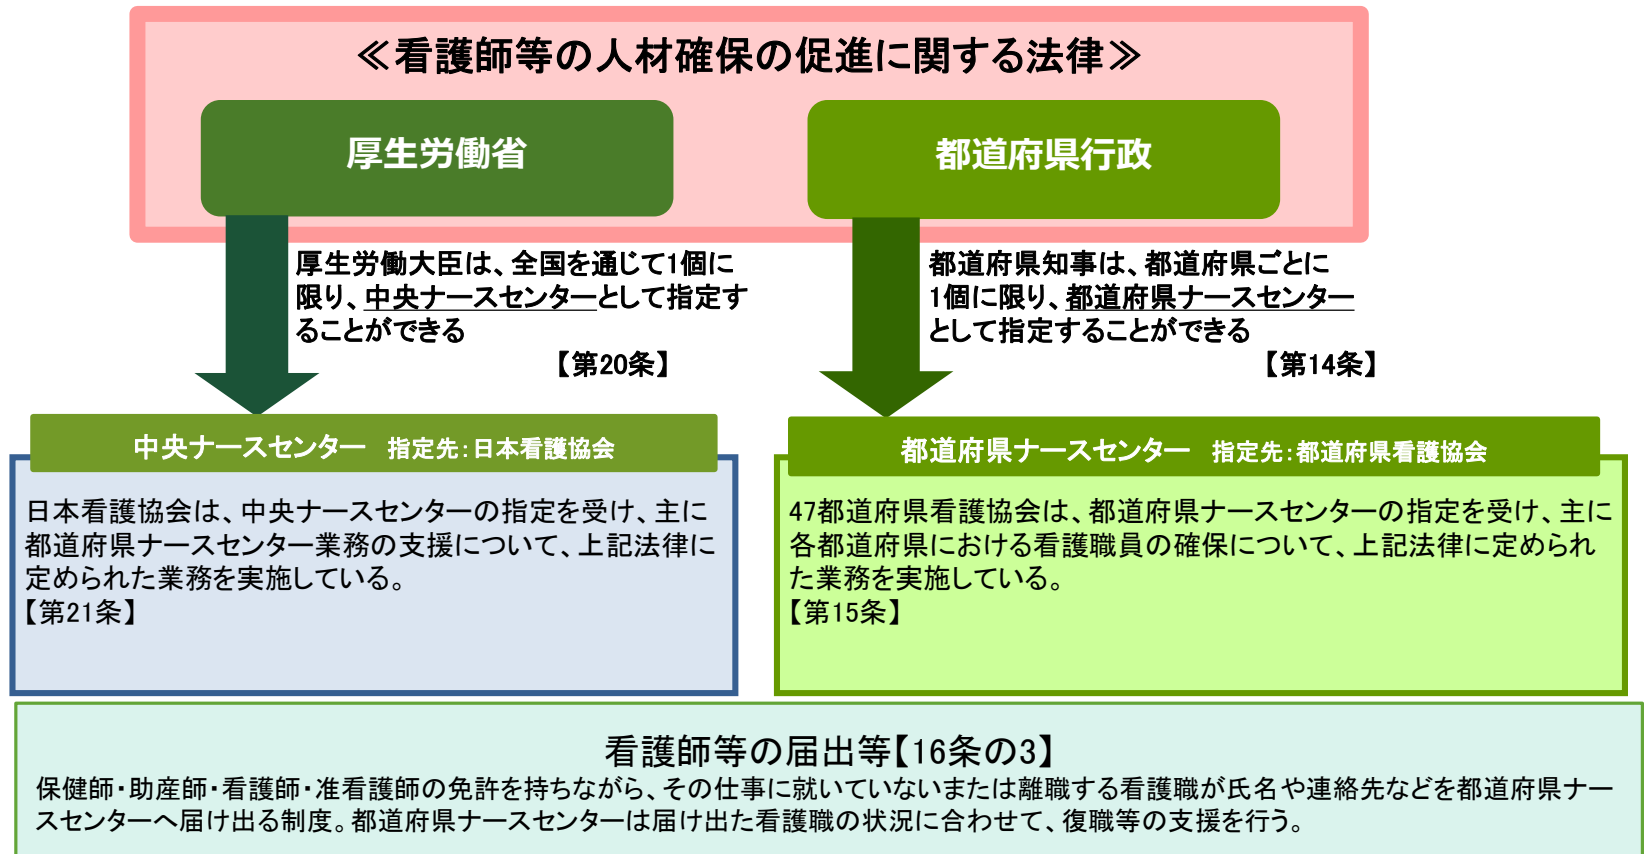 ≪看護師等の人材確保の促進に関する法律≫
厚生労働省
都道府県行政
厚生労働大臣は、全国を通じて1個に
限り、中央ナースセンターとして指定す
ることができる
【第20条】
都道府県知事は、都道府県ごとに
1個に限り、都道府県ナースセンター
として指定することができる
【第14条】
中央ナースセンター 指定先：日本看護協会
日本看護協会は、中央ナースセンターの指定を受け、主に
都道府県ナースセンター業務の支援について、上記法律に
定められた業務を実施している。
【第21条】
都道府県ナースセンター 指定先：都道府県看護協会
47都道府県看護協会は、都道府県ナースセンターの指定を受け、主に
各都道府県における看護職員の確保について、上記法律に定められ
た業務を実施している。
【第15条】
看護師等の届出等【16条の3】
保健師・助産師・看護師・准看護師の免許を持ちながら、その仕事に就いていないまたは離職する看護職が氏名や連絡先などを都道府県ナー
スセンターへ届け出る制度。都道府県ナースセンターは届け出た看護職の状況に合わせて、復職等の支援を行う。